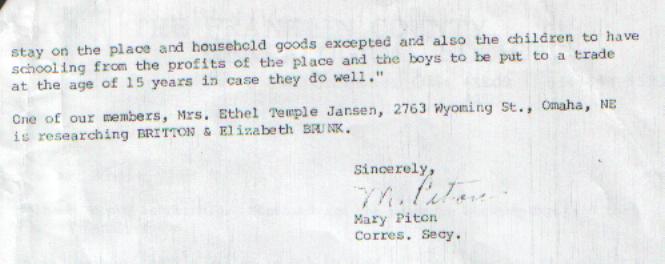 stay on the place and household goods excepted and also the children to have
schooling from the profits of the place and the boys to be put to a trade
at the age of 15 years in case they do well."
One of our members, Mrs. Ethel Temple Jansen, 2763 Wyoming St., Omaha, NE
is researching BRITTON & Elizabeth BRUNK.
Sincerely,
M. Piton
Mary Piton
Corres. Secy.